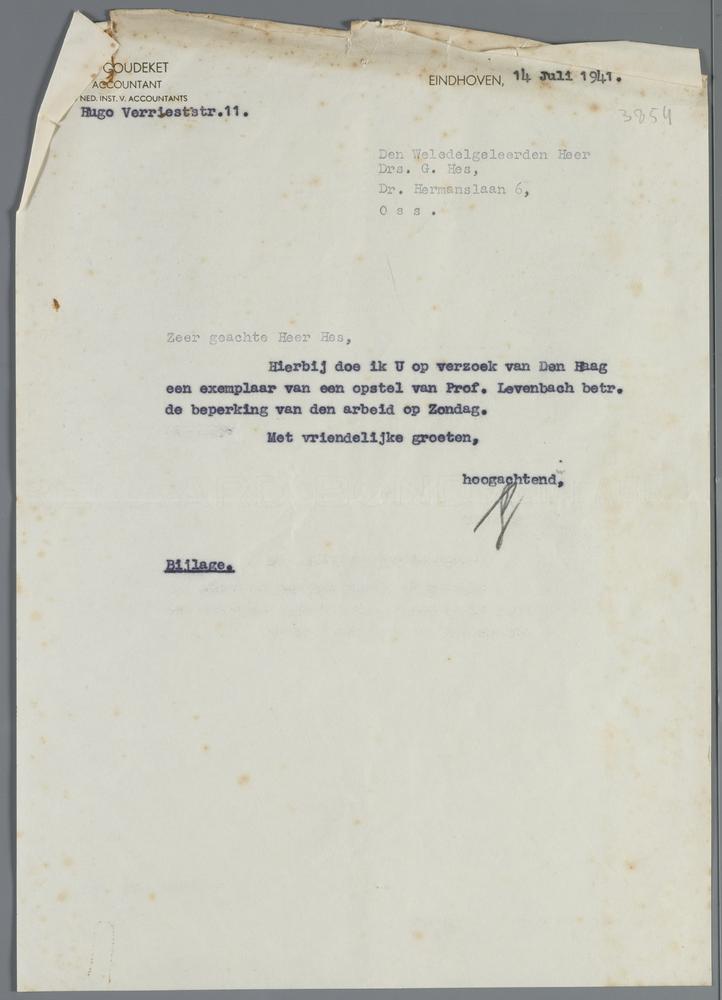 GOUDEKET
ACCOUNTANT
NED. INST. V. ACCOUNTANTS
Hugo Verrieststr.11.
EINDHOVEN, 14 Juli 1941.
3854
Den Weledelgeleerden Heer
Drs. G. Hes,
Dr. Hermanslaan 6,
O s s .
Zeer geachte Heer Hes,
Hierbij doe ik U op verzoek van Den Haag
een exemplaar van een opstel van Prof. Levenbach betr.
de beperking van den arbeid op Zondag.
Met vriendelijke groeten,
hoogachtend,
Bijlage.